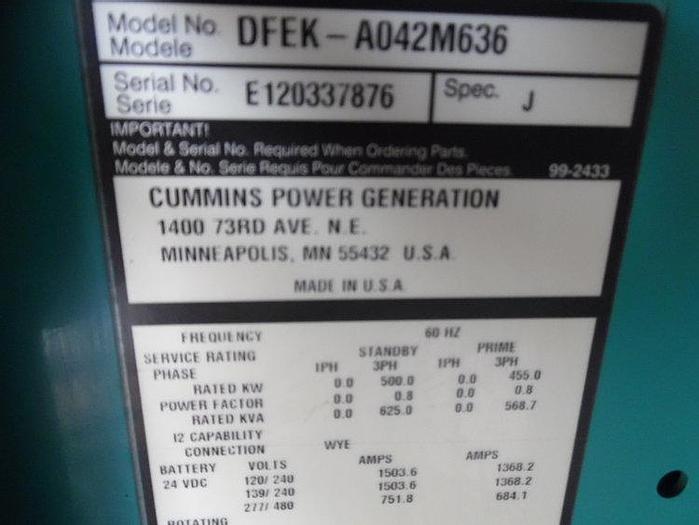 Model No. DFEK - A042M636
Modele
Serial No. E120337876 Spec. J
Serie
IMPORTANT!
Model & Serial No. Required When Ordering Parts.
Modele & No. Serie Requis Pour Commander Des Pieces. 99-2433
CUMMINS POWER GENERATION
1400 73RD AVE. N.E.
MINNEAPOLIS, MN 55432 U.S.A.
MADE IN U.S.A.
FREQUENCY 60 HZ
SERVICE RATING STANDBY PRIME
PHASE 1PH 3PH 1PH 3PH
RATED KW 0.0 500.0 0.0 455.0
POWER FACTOR 0.0 0.8 0.0 0.8
RATED KVA 0.0 625.0 0.0 568.7
12 CAPABILITY
CONNECTION WYE
BATTERY VOLTS AMPS AMPS
24 VDC 120/ 240 1503.6 1368.2
139/ 240 1503.6 1368.2
277/ 480 751.8 684.1
ROTATING